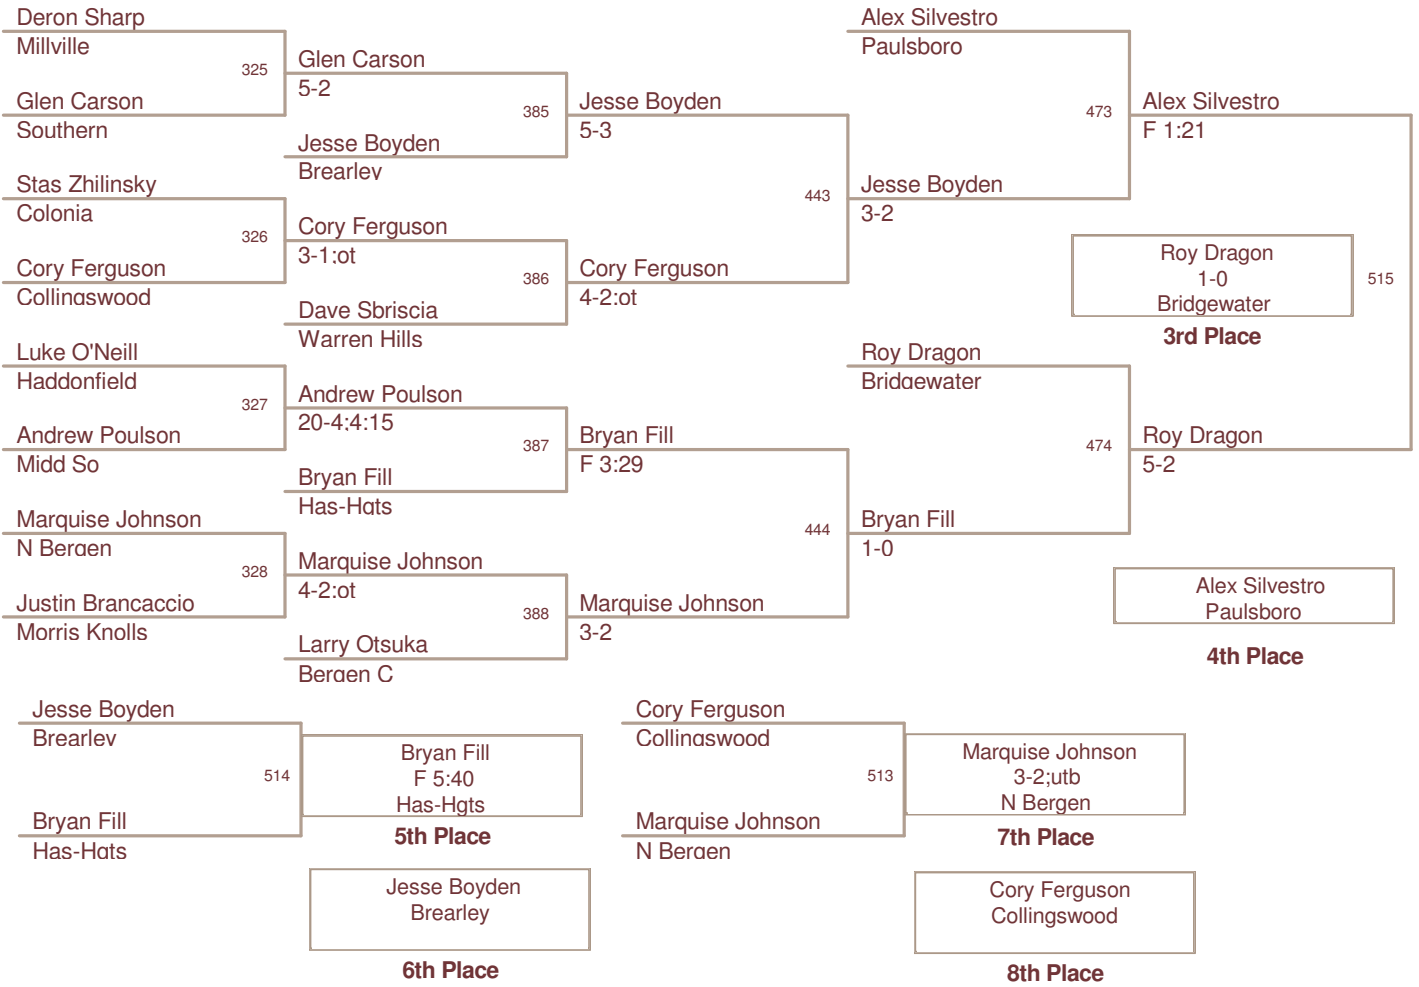 Deron Sharp
Millville
325
Glen Carson
Southern
Stas Zhilinsky
Colonia
326
Cory Ferguson
Collingswood
Luke O'Neill
Haddonfield
327
Andrew Poulson
Midd So
Marquise Johnson
N Bergen
328
Justin Brancaccio
Morris Knolls
Glen Carson
5-2
385
Jesse Boyden
Brearley
Cory Ferguson
3-1;ot
386
Dave Sbriscia
Warren Hills
Andrew Poulson
20-4;4:15
387
Bryan Fill
Has-Hgts
Marquise Johnson
4-2;ot
388
Larry Otsuka
Bergen C
Jesse Boyden
5-3
443
Cory Ferguson
4-2;ot
Bryan Fill
F 3:29
444
Marquise Johnson
3-2
Alex Silvestro
Paulsboro
473
Jesse Boyden
3-2
Roy Dragon
Bridgewater
474
Bryan Fill
1-0
Alex Silvestro
F 1:21
515
Roy Dragon
5-2
Roy Dragon
1-0
Bridgewater
3rd Place
Alex Silvestro
Paulsboro
4th Place
Jesse Boyden
Brearley
514
Bryan Fill
Has-Hgts
Bryan Fill
F 5:40
Has-Hgts
5th Place
Jesse Boyden
Brearley
6th Place
Cory Ferguson
Collingswood
513
Marquise Johnson
N Bergen
Marquise Johnson
3-2;utb
N Bergen
7th Place
Cory Ferguson
Collingswood
8th Place